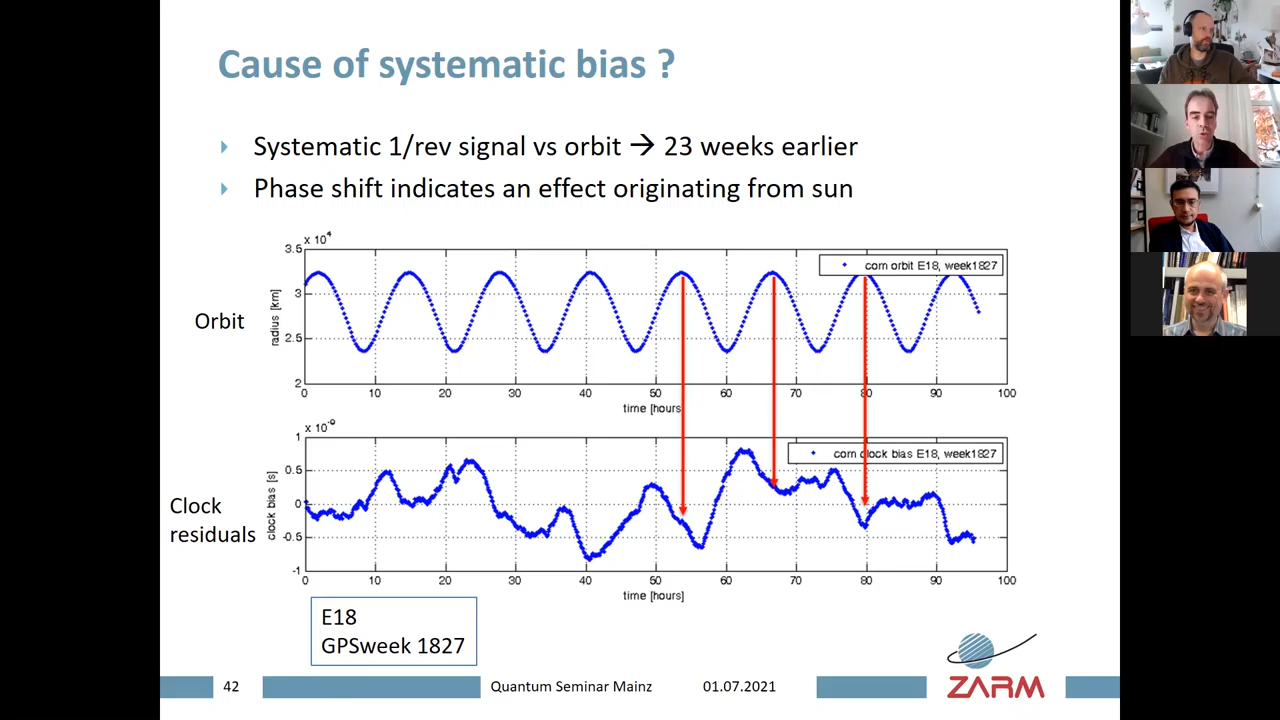 Cause of systematic bias ?
Systematic 1/rev signal vs orbit → 23 weeks earlier
Phase shift indicates an effect originating from sun
Orbit
x 10⁴
3.5
3
2.5
2
radius [km]
corr orbit E18, week1827
0 10 20 30 40 50 60 70 80 90 100
time [hours]
Clock
residuals
x 10⁻⁹
1
0.5
0
-0.5
-1
clock bias [s]
corr clock bias E18, week1827
0 10 20 30 40 50 60 70 80 90 100
time [hours]
E18
GPSweek 1827
42
Quantum Seminar Mainz
01.07.2021
ZARM